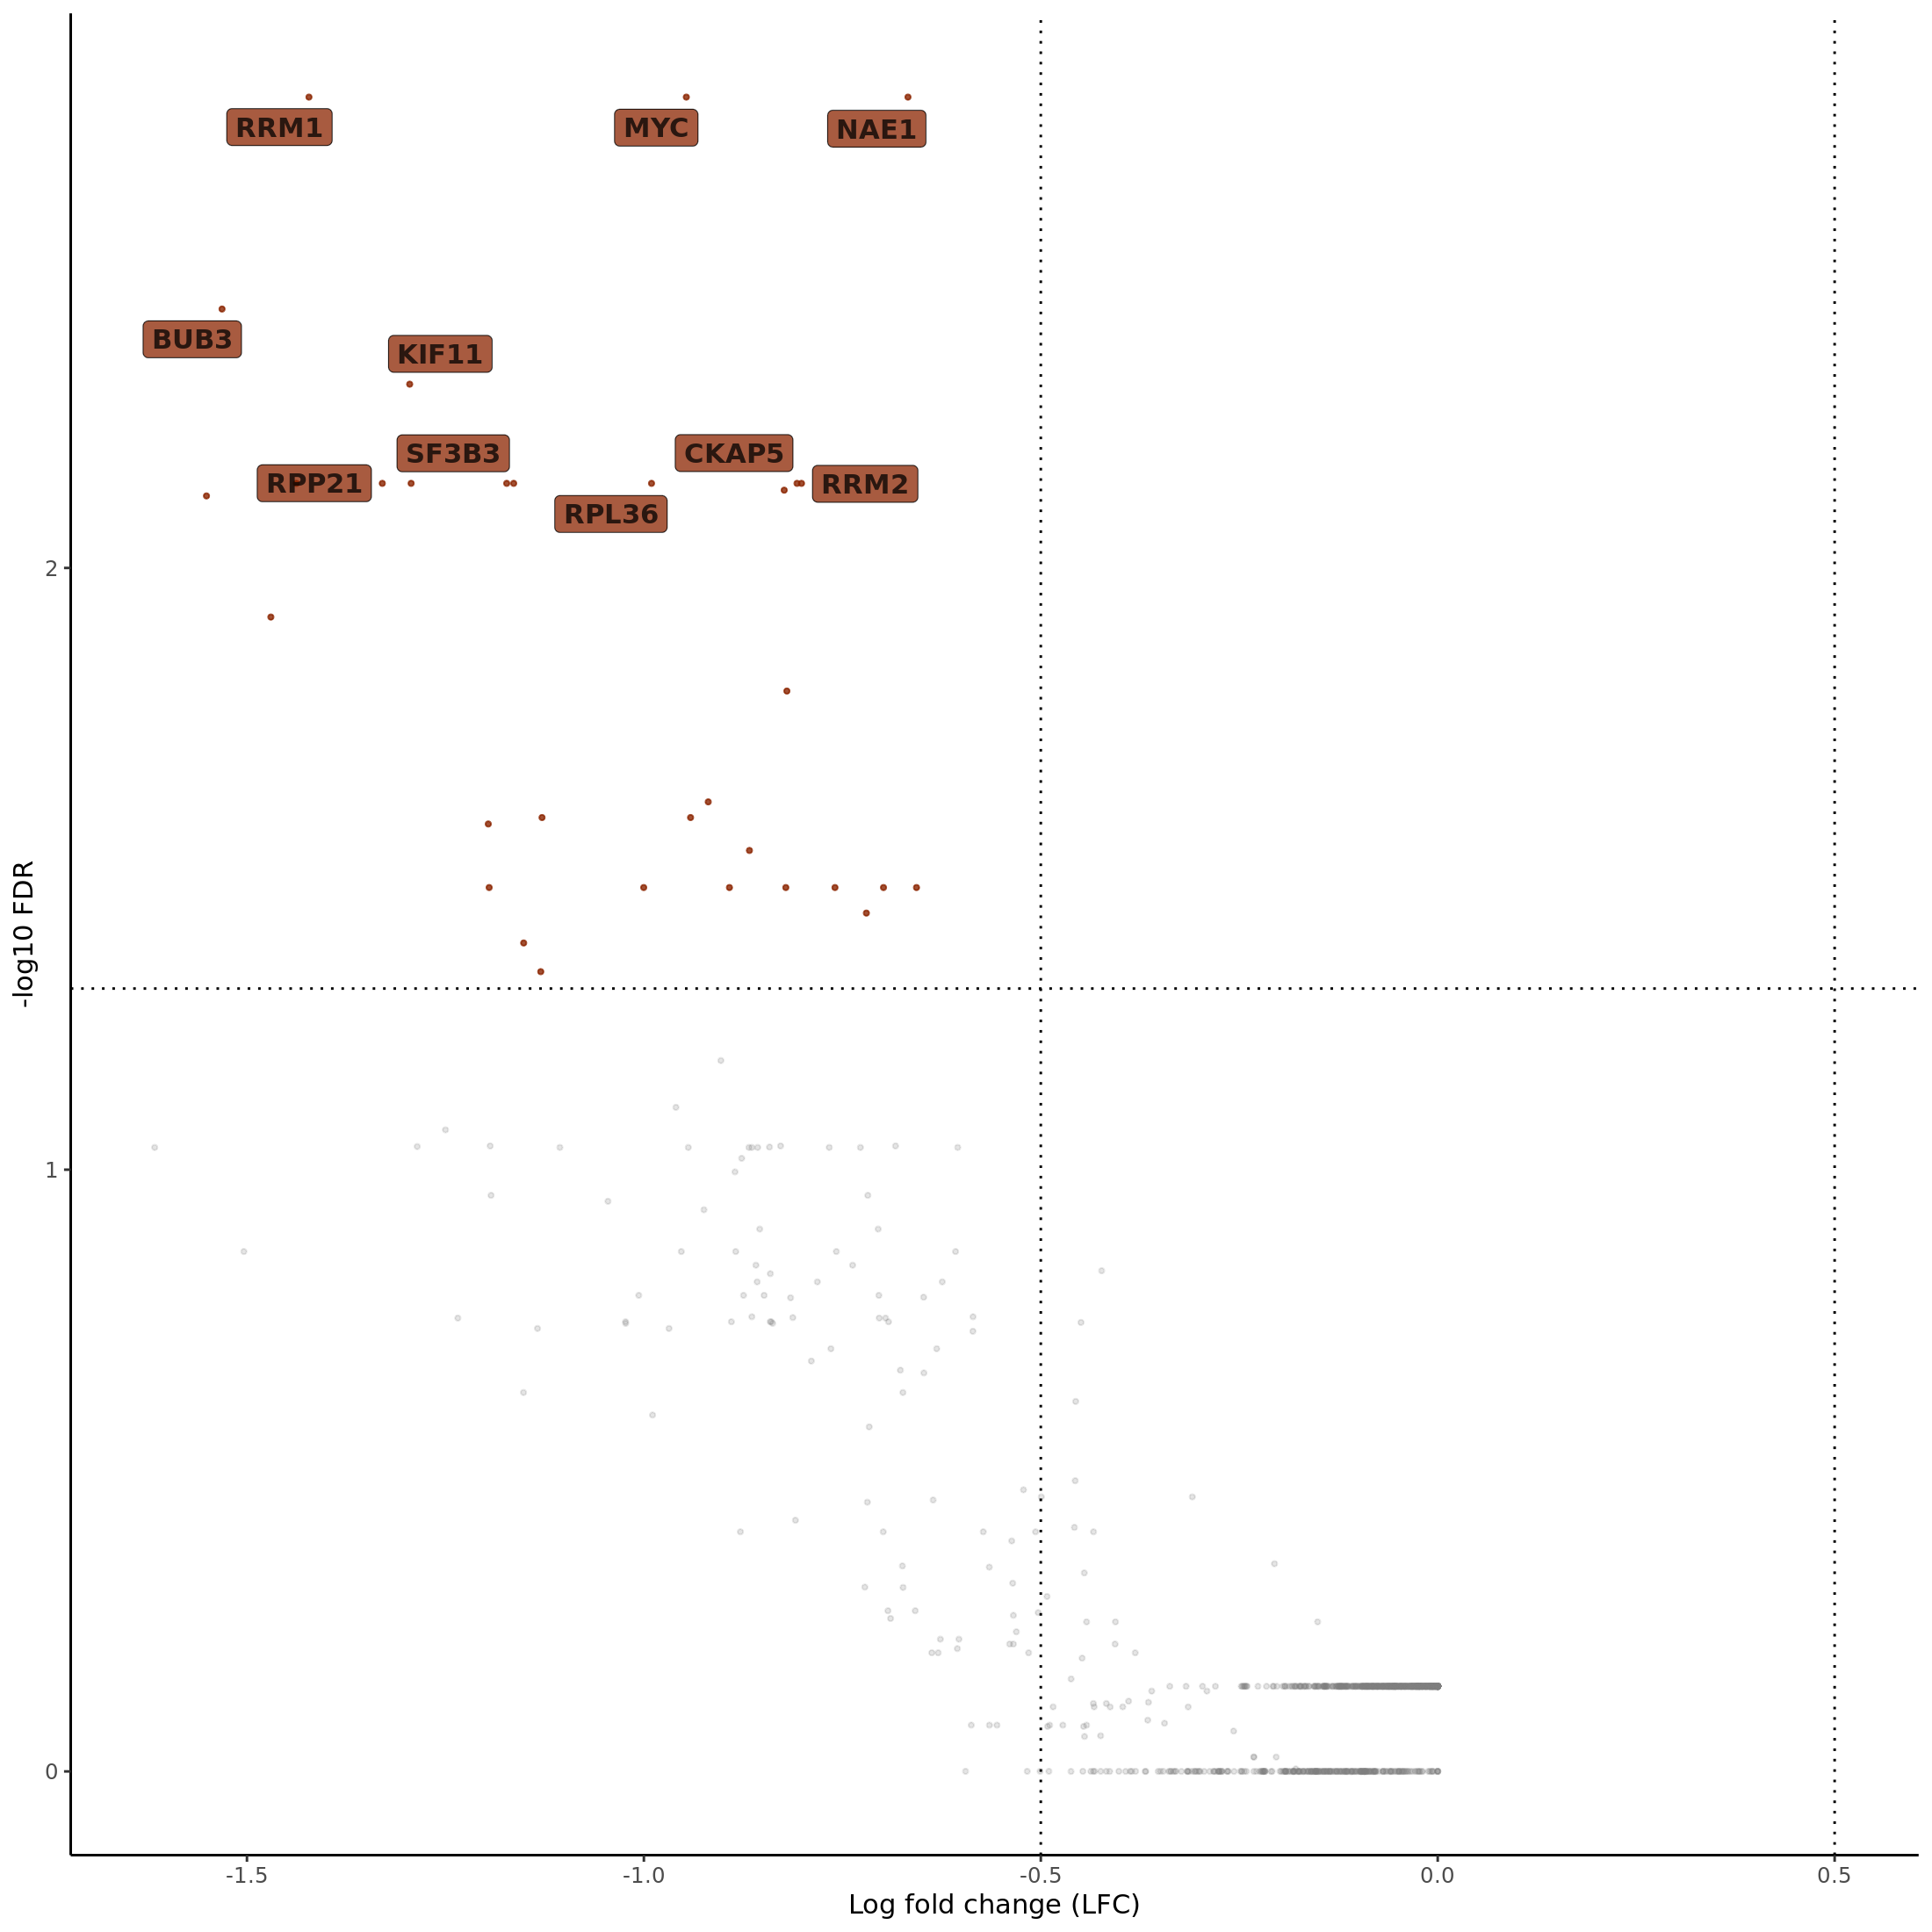 RRM1
MYC
NAE1
BUB3
KIF11
SF3B3
CKAP5
RPP21
RRM2
RPL36
2
1
0
-log10 FDR
-1.5
-1.0
-0.5
0.0
0.5
Log fold change (LFC)